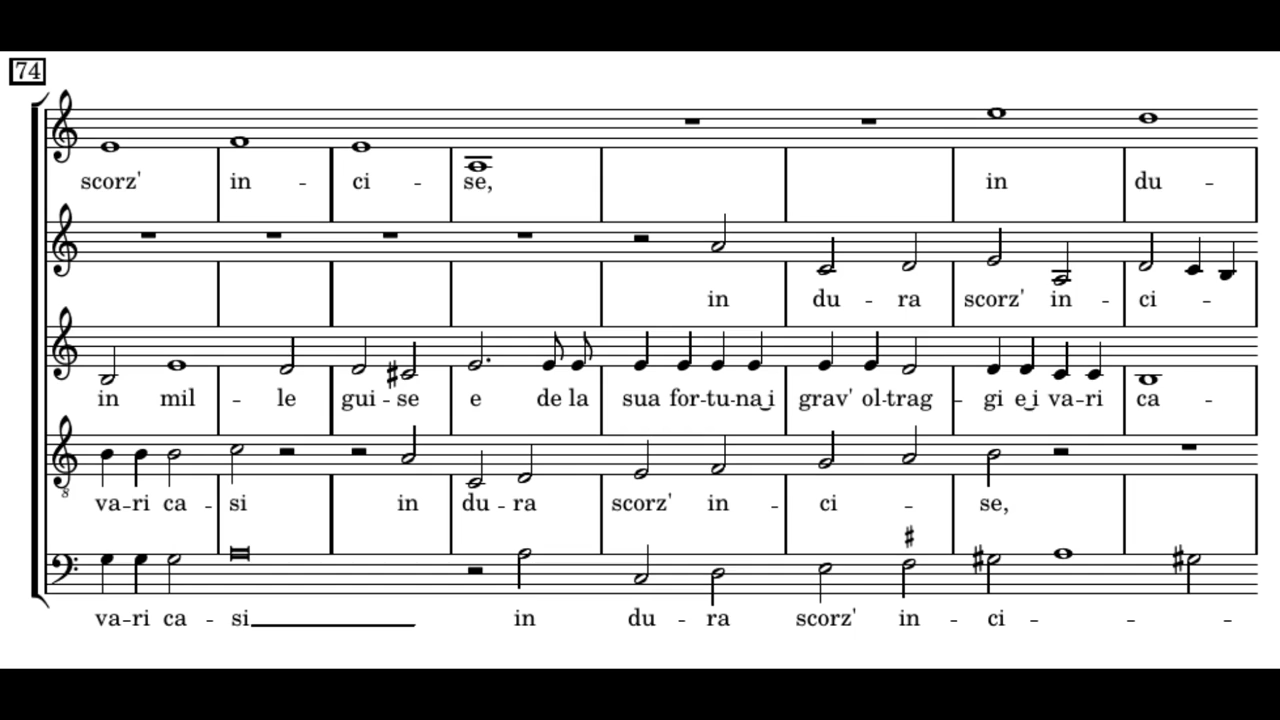 74
scorz' in - ci - se, in du -
in du - ra scorz' in - ci -
in mil - le gui - se e de la sua for-tu-na‿i grav' ol-trag - gi e‿i va-ri ca -
8
va-ri ca - si in du - ra scorz' in - ci - se,
va-ri ca - si in du - ra scorz' in - ci - - -